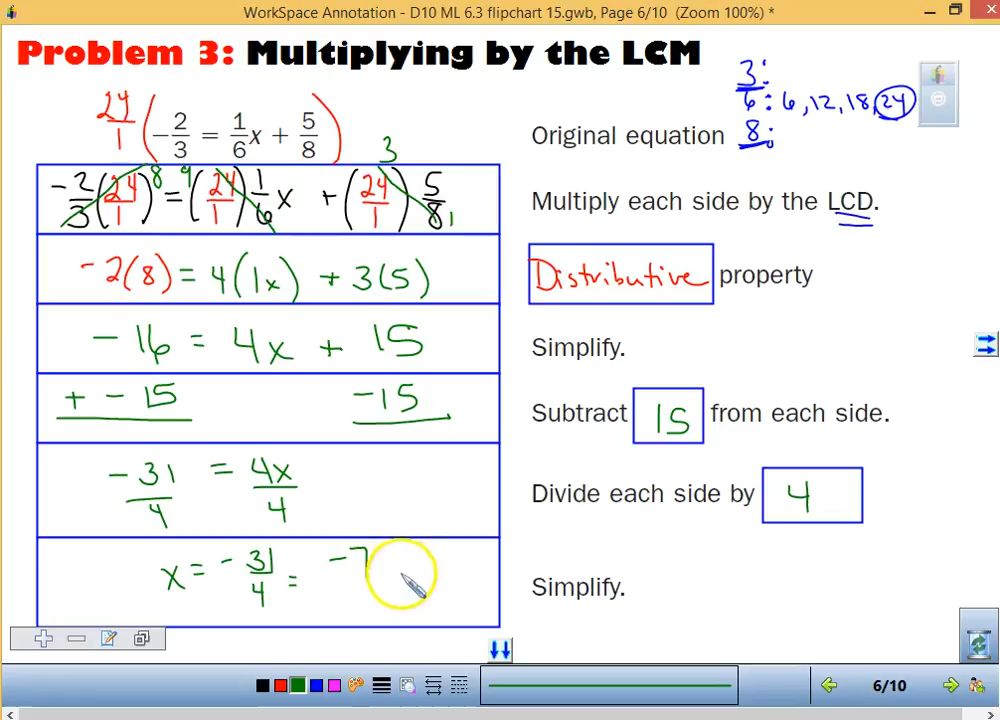 WorkSpace Annotation - D10 ML 6.3 flipchart 15.gwb, Page 6/10 (Zoom 100%) *
Problem 3: Multiplying by the LCM
3:
6: 6, 12, 18, 24
8:
24/1 ( -2/3 = 1/6x + 5/8 )
Original equation
-2/3 (24/1) 8 = 4 (24/1) 1/6 x + (24/1) 3 5/8 1
Multiply each side by the LCD.
-2(8) = 4(1x) + 3(5)
Distributive property
-16 = 4x + 15
Simplify.
+ -15 -15
Subtract 15 from each side.
-31/4 = 4x/4
Divide each side by 4
x = -31/4 = -7
Simplify.
6/10